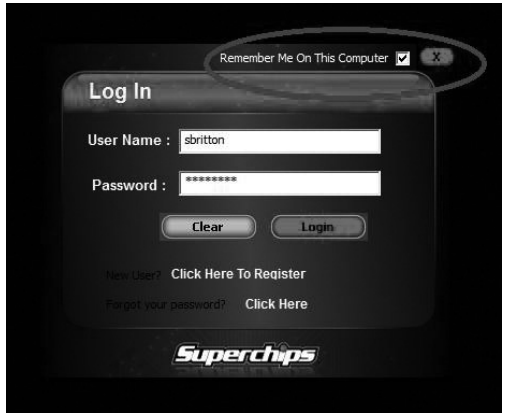 Remember Me On This Computer
X
Log In
User Name : sbritton
Password : ********
Clear Login
New User? Click Here To Register
Forgot your password? Click Here
Superchips